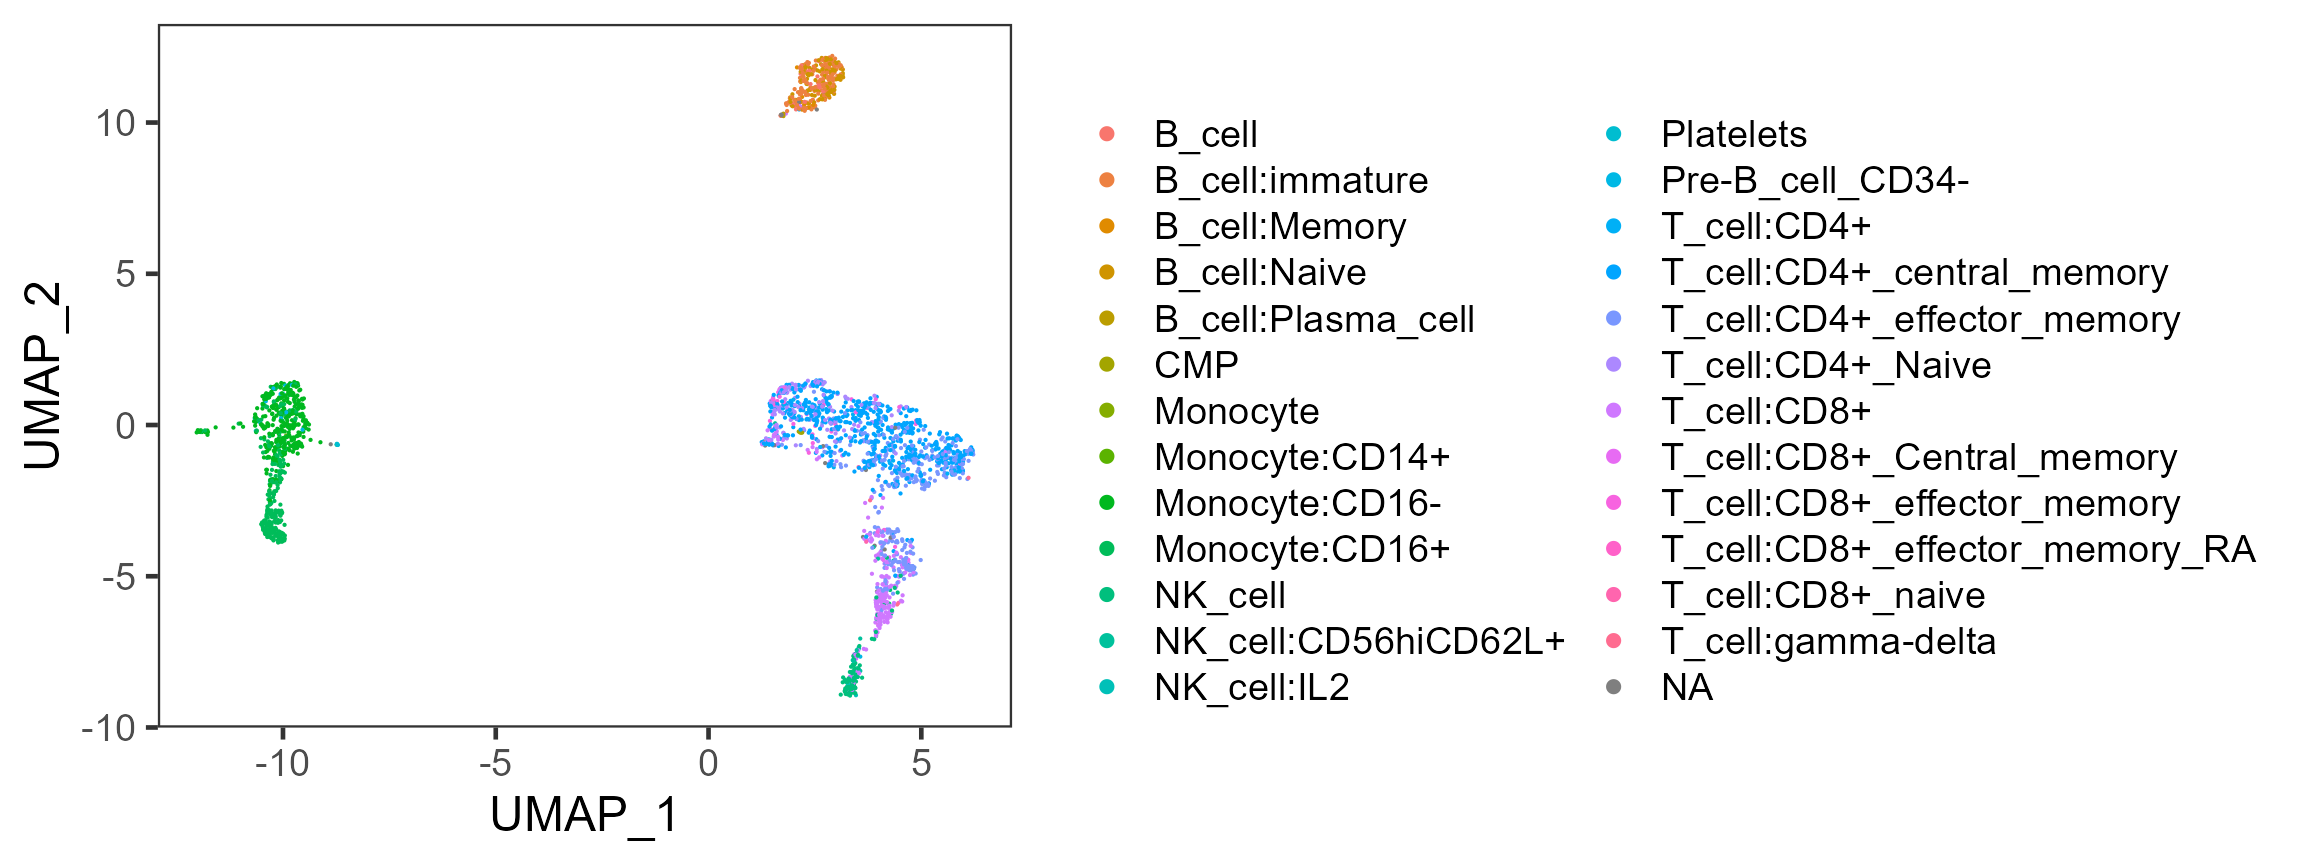 UMAP_2
10
5
0
-5
-10
-10
-5
0
5
UMAP_1
B_cell
B_cell:immature
B_cell:Memory
B_cell:Naive
B_cell:Plasma_cell
CMP
Monocyte
Monocyte:CD14+
Monocyte:CD16-
Monocyte:CD16+
NK_cell
NK_cell:CD56hiCD62L+
NK_cell:IL2
Platelets
Pre-B_cell_CD34-
T_cell:CD4+
T_cell:CD4+_central_memory
T_cell:CD4+_effector_memory
T_cell:CD4+_Naive
T_cell:CD8+
T_cell:CD8+_Central_memory
T_cell:CD8+_effector_memory
T_cell:CD8+_effector_memory_RA
T_cell:CD8+_naive
T_cell:gamma-delta
NA